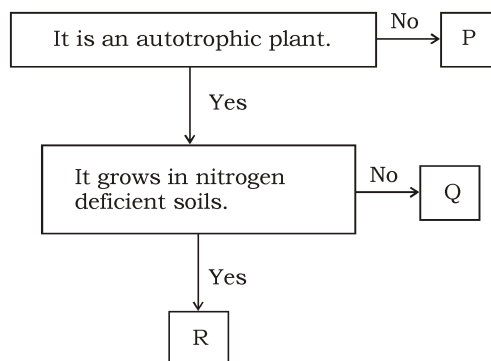 It is an autotrophic plant.
No
P
Yes
It grows in nitrogen
deficient soils.
No
Q
Yes
R